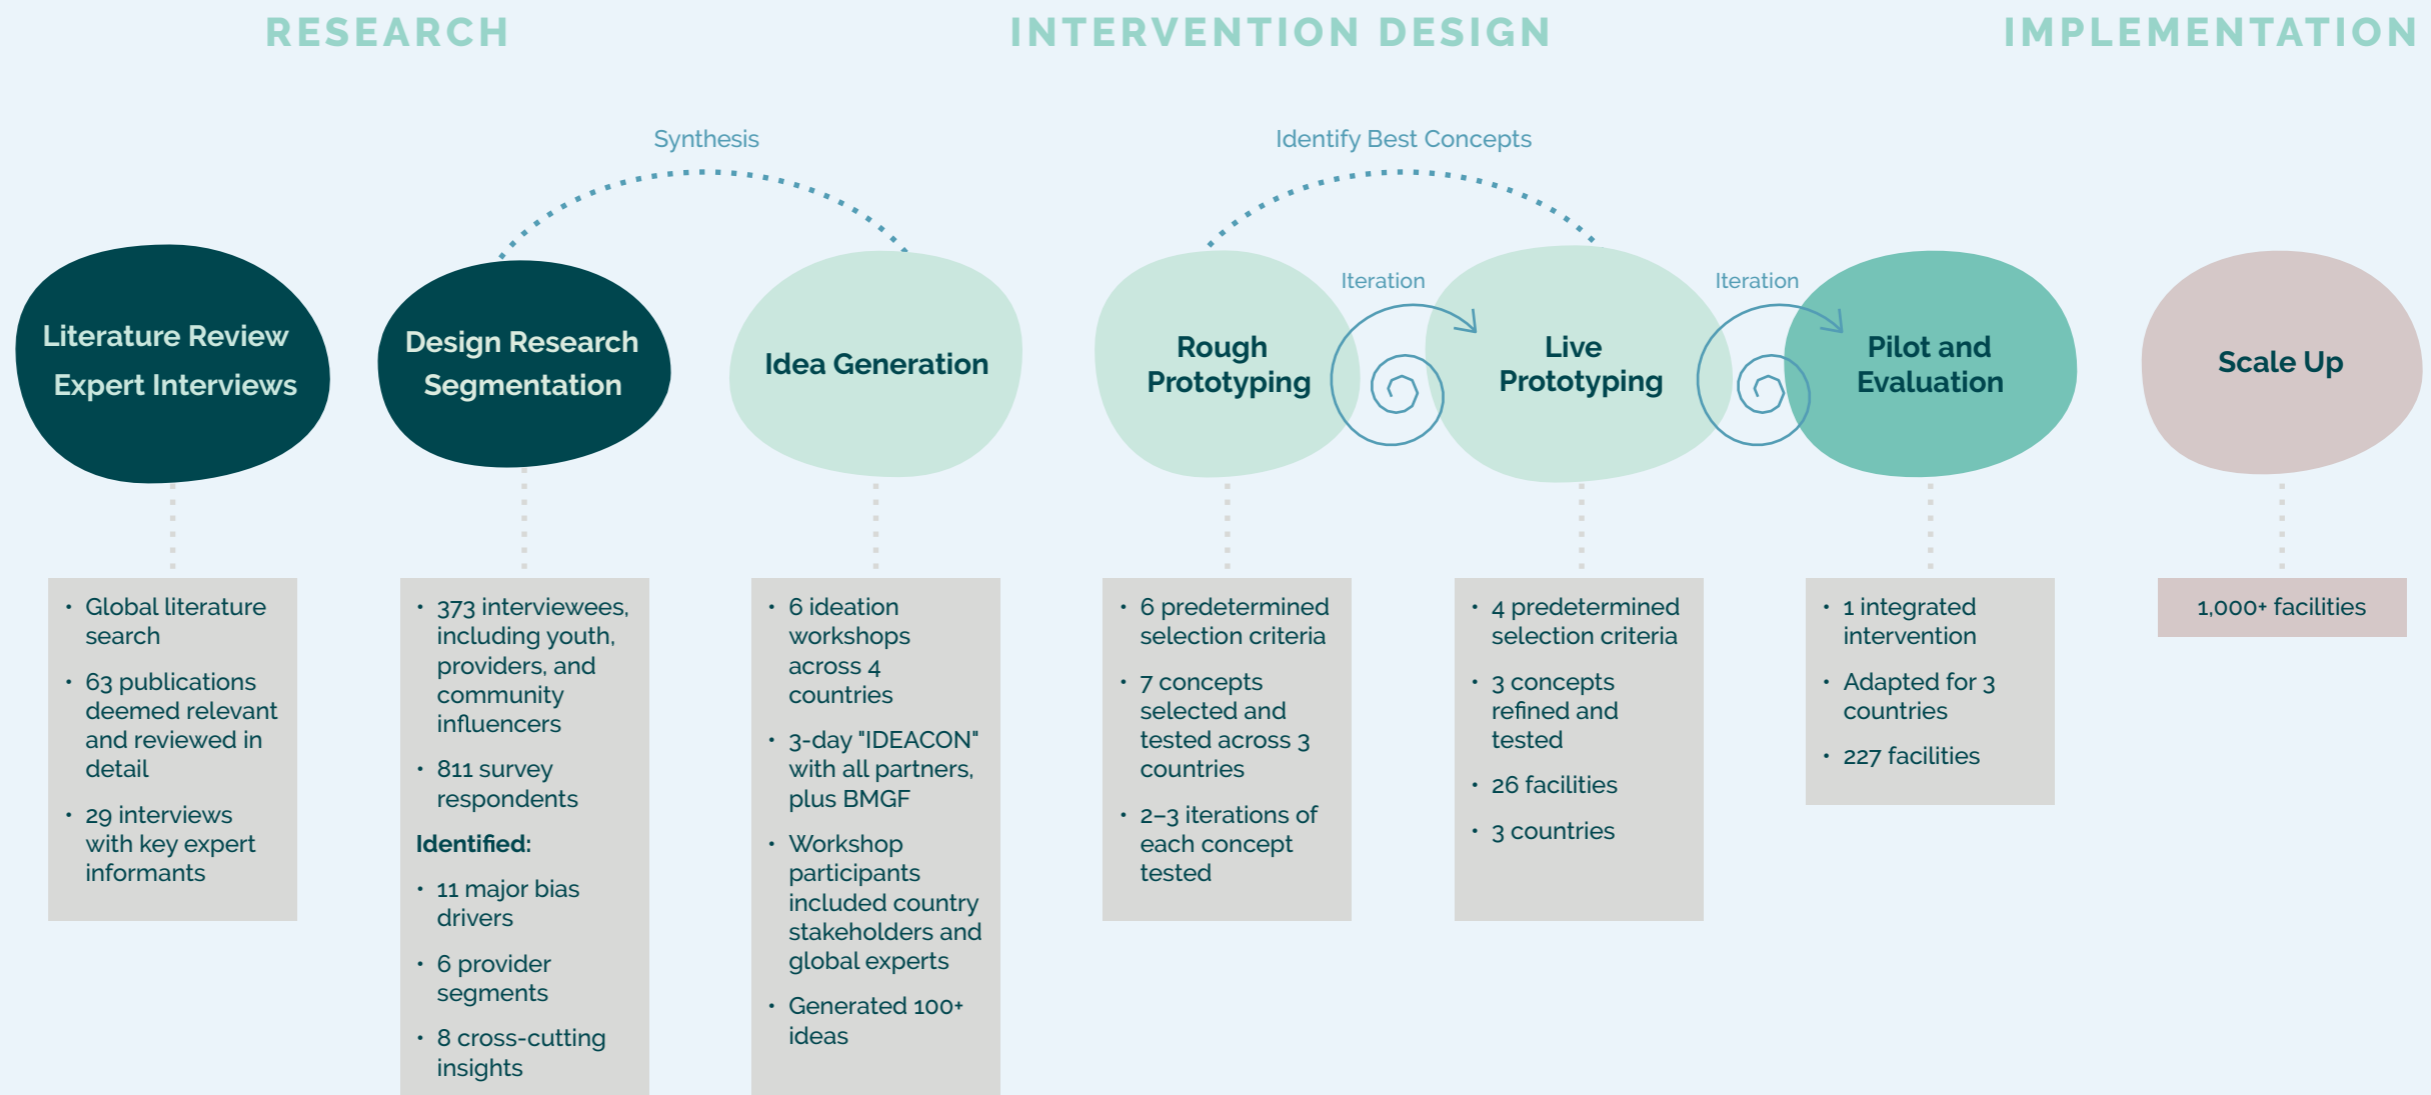 RESEARCH
INTERVENTION DESIGN
IMPLEMENTATION
Synthesis
Identify Best Concepts
Iteration
Iteration
Literature Review
Expert Interviews
Design Research
Segmentation
Idea Generation
Rough
Prototyping
Live
Prototyping
Pilot and
Evaluation
Scale Up
• Global literature
search
• 63 publications
deemed relevant
and reviewed in
detail
• 29 interviews
with key expert
informants
• 373 interviewees,
including youth,
providers, and
community
influencers
• 811 survey
respondents
Identified:
• 11 major bias
drivers
• 6 provider
segments
• 8 cross-cutting
insights
• 6 ideation
workshops
across 4
countries
• 3-day "IDEACON"
with all partners,
plus BMGF
• Workshop
participants
included country
stakeholders and
global experts
• Generated 100+
ideas
• 6 predetermined
selection criteria
• 7 concepts
selected and
tested across 3
countries
• 2–3 iterations of
each concept
tested
• 4 predetermined
selection criteria
• 3 concepts
refined and
tested
• 26 facilities
• 3 countries
• 1 integrated
intervention
• Adapted for 3
countries
• 227 facilities
1,000+ facilities